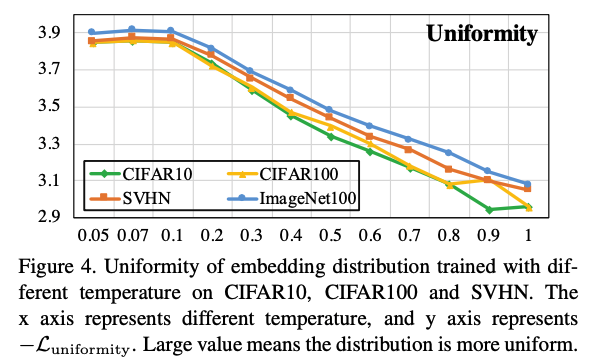 Uniformity
3.9
3.7
3.5
3.3
3.1
2.9
CIFAR10 CIFAR100
SVHN ImageNet100
0.05 0.07 0.1 0.2 0.3 0.4 0.5 0.6 0.7 0.8 0.9 1
Figure 4. Uniformity of embedding distribution trained with dif-
ferent temperature on CIFAR10, CIFAR100 and SVHN. The
x axis represents different temperature, and y axis represents
−ℒuniformity. Large value means the distribution is more uniform.